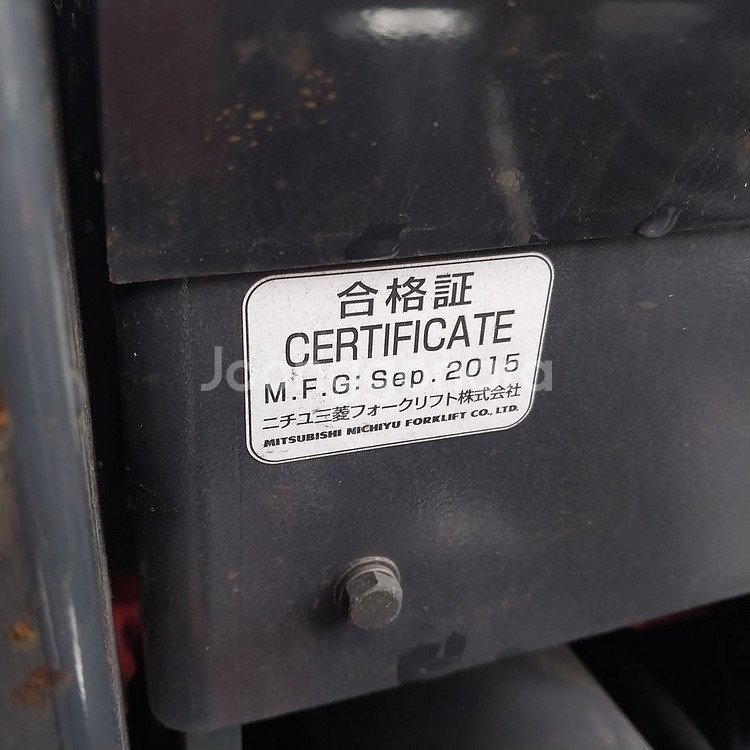 合格証
CERTIFICATE
M.F.G: Sep. 2015
ニチユ三菱フォークリフト株式会社
MITSUBISHI NICHIYU FORKLIFT CO., LTD.